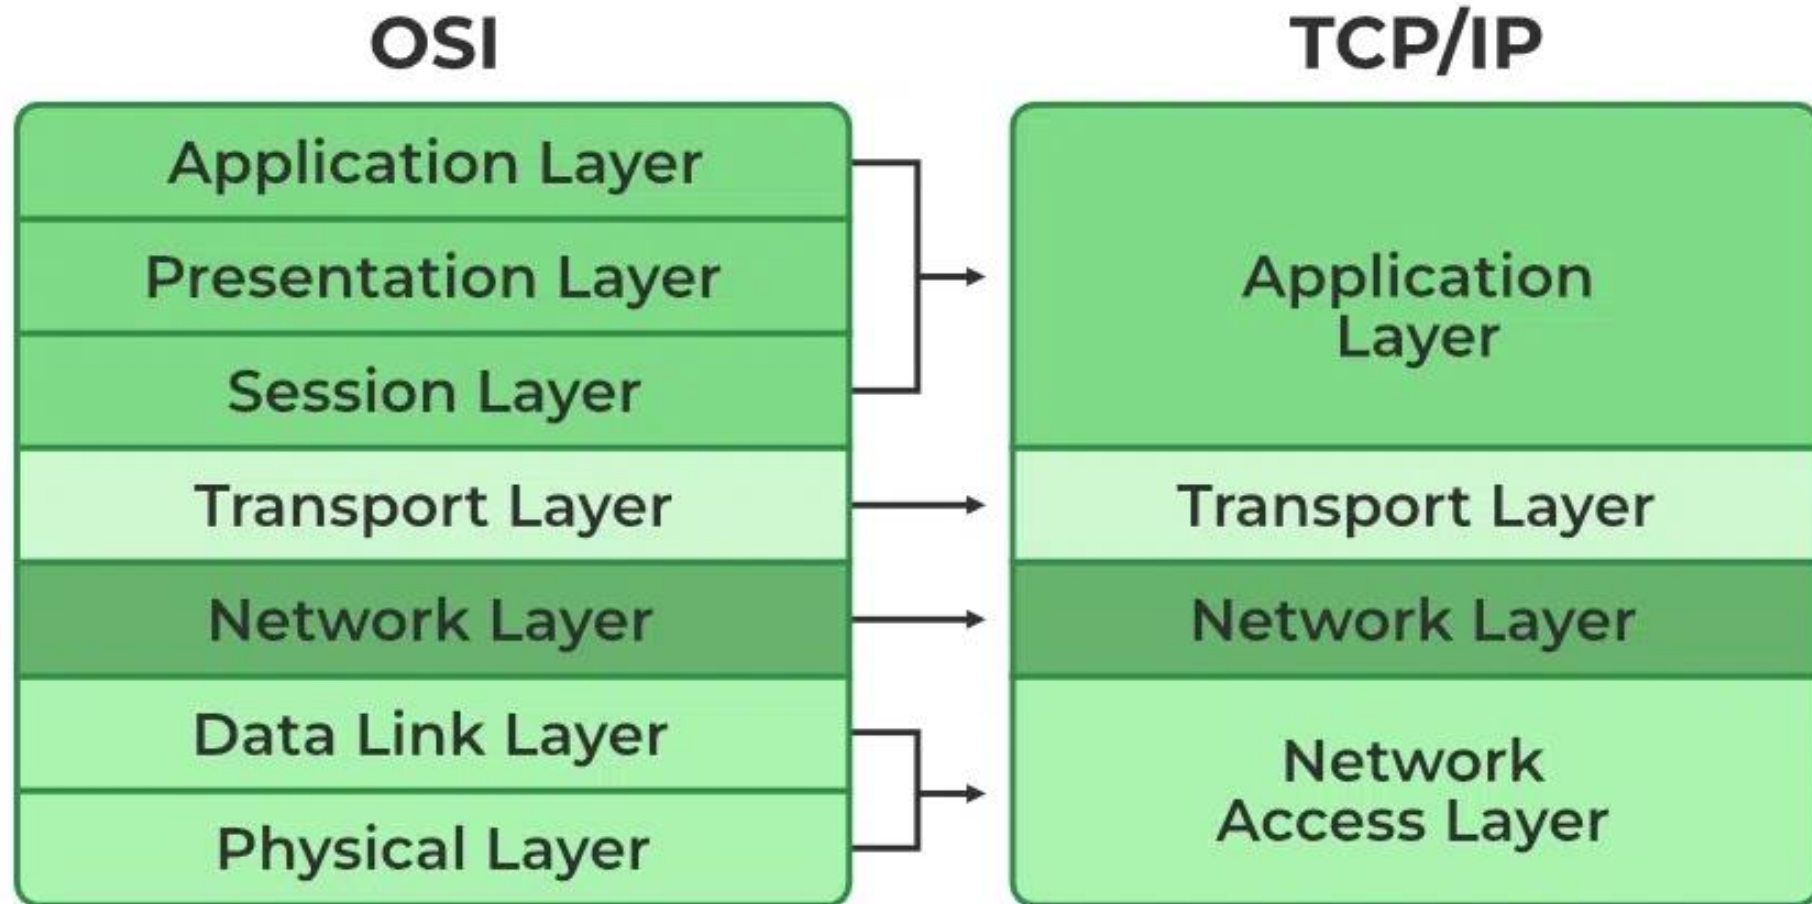 OSI
Application Layer
Presentation Layer
Session Layer
Transport Layer
Network Layer
Data Link Layer
Physical Layer
TCP/IP
Application
Layer
Transport Layer
Network Layer
Network
Access Layer